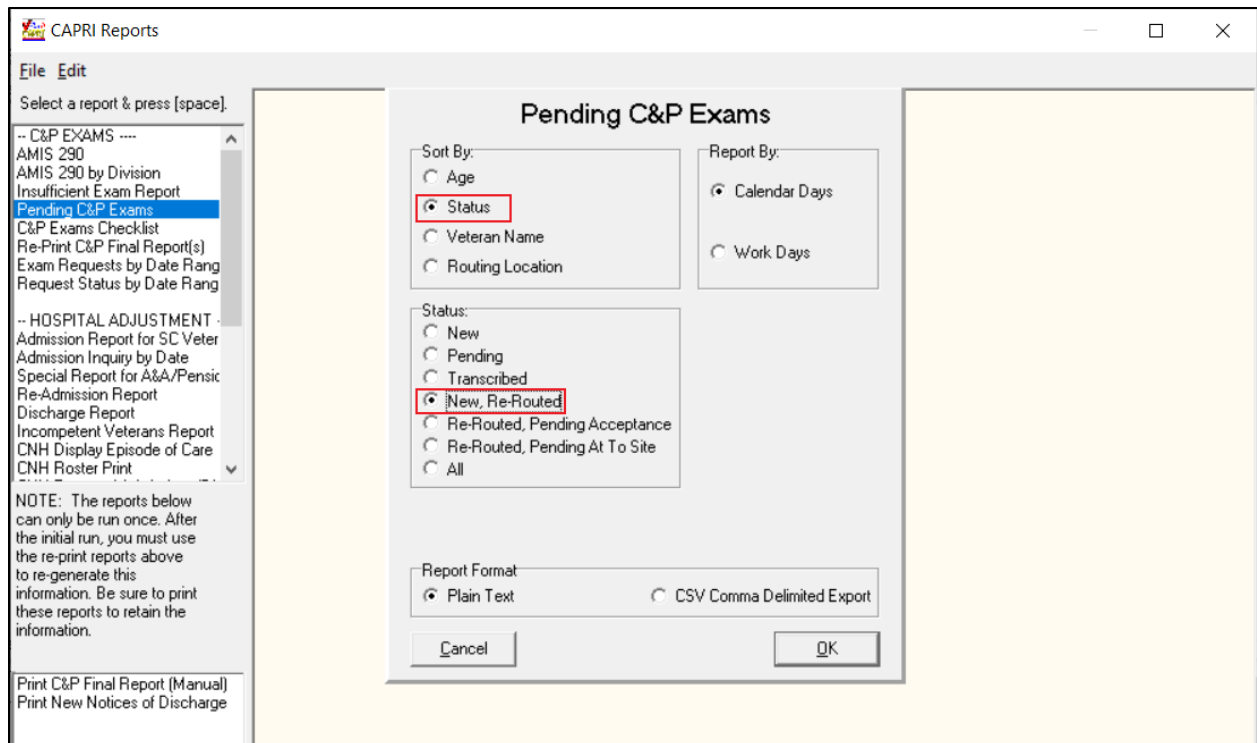 CAPRI Reports
File Edit
Select a report & press [space].
-- C&P EXAMS ----
AMIS 290
AMIS 290 by Division
Insufficient Exam Report
Pending C&P Exams
C&P Exams Checklist
Re-Print C&P Final Report(s)
Exam Requests by Date Rang
Request Status by Date Rang
-- HOSPITAL ADJUSTMENT -
Admission Report for SC Veter
Admission Inquiry by Date
Special Report for A&A/Pensic
Re-Admission Report
Discharge Report
Incompetent Veterans Report
CNH Display Episode of Care
CNH Roster Print
NOTE: The reports below
can only be run once. After
the initial run, you must use
the re-print reports above
to re-generate this
information. Be sure to print
these reports to retain the
information.
Print C&P Final Report (Manual)
Print New Notices of Discharge
Pending C&P Exams
Sort By:
Age
Status
Veteran Name
Routing Location
Report By:
Calendar Days
Work Days
Status:
New
Pending
Transcribed
New, Re-Routed
Re-Routed, Pending Acceptance
Re-Routed, Pending At To Site
All
Report Format
Plain Text
CSV Comma Delimited Export
Cancel
OK